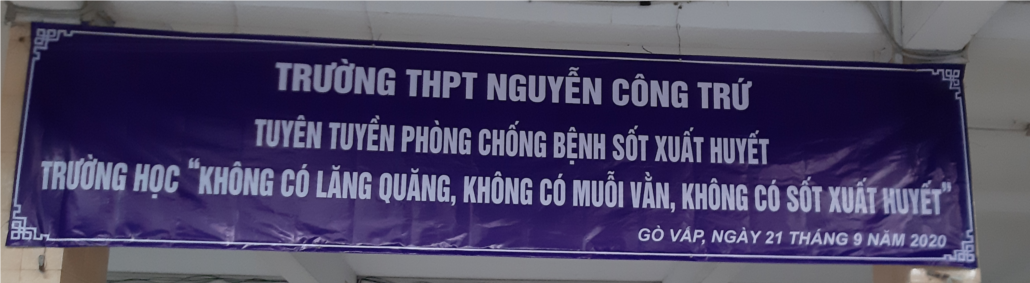 TRƯỜNG THPT NGUYỄN CÔNG TRỨ
TUYÊN TUYỀN PHÒNG CHỐNG BỆNH SỐT XUẤT HUYẾT
TRƯỜNG HỌC “KHÔNG CÓ LĂNG QUĂNG, KHÔNG CÓ MUỖI VẰN, KHÔNG CÓ SỐT XUẤT HUYẾT”
GÒ VẤP, NGÀY 21 THÁNG 9 NĂM 2020